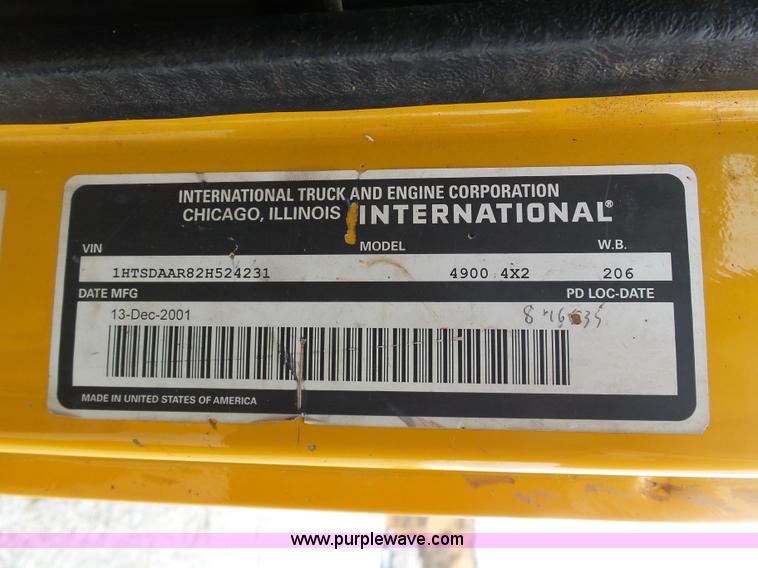 INTERNATIONAL TRUCK AND ENGINE CORPORATION
CHICAGO, ILLINOIS INTERNATIONAL®
VIN MODEL W.B.
1HTSDAAR82H524231 4900 4X2 206
DATE MFG PD LOC-DATE
13-Dec-2001
MADE IN UNITED STATES OF AMERICA
www.purplewave.com